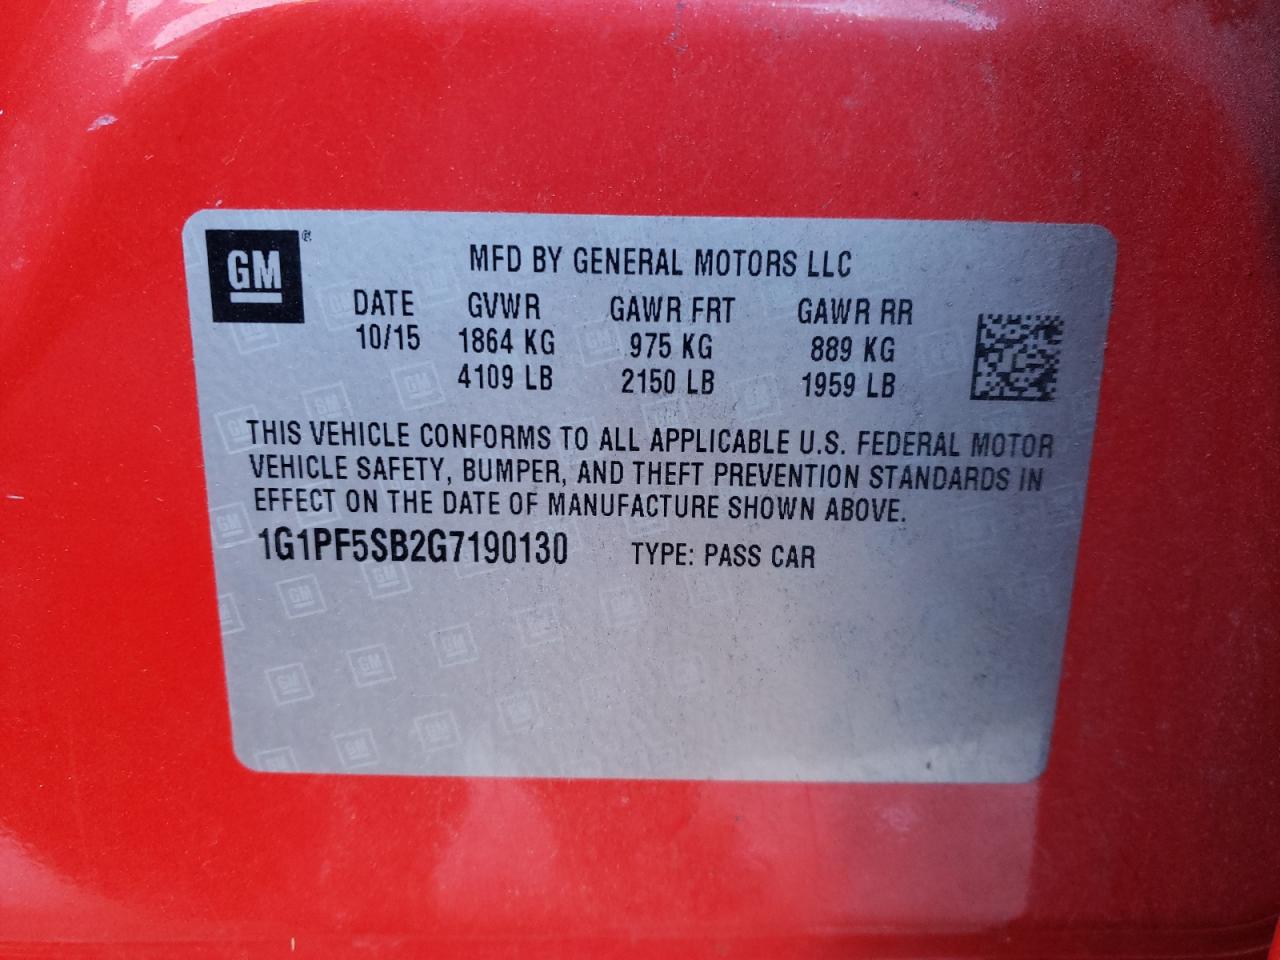 GM®
MFD BY GENERAL MOTORS LLC
DATE GVWR GAWR FRT GAWR RR
10/15 1864 KG 975 KG 889 KG
4109 LB 2150 LB 1959 LB
THIS VEHICLE CONFORMS TO ALL APPLICABLE U.S. FEDERAL MOTOR
VEHICLE SAFETY, BUMPER, AND THEFT PREVENTION STANDARDS IN
EFFECT ON THE DATE OF MANUFACTURE SHOWN ABOVE.
1G1PF5SB2G7190130 TYPE: PASS CAR